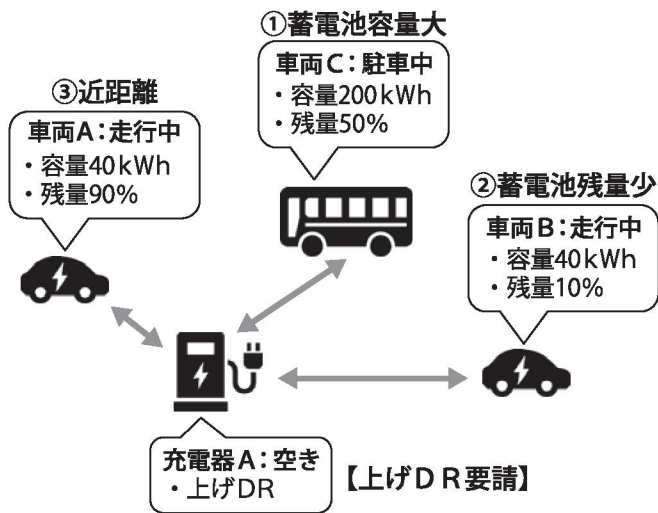 ①蓄電池容量大
車両C：駐車中
・容量200kWh
・残量50%
③近距離
車両A：走行中
・容量40kWh
・残量90%
②蓄電池残量少
車両B：走行中
・容量40kWh
・残量10%
充電器A：空き
・上げDR
【上げDR要請】